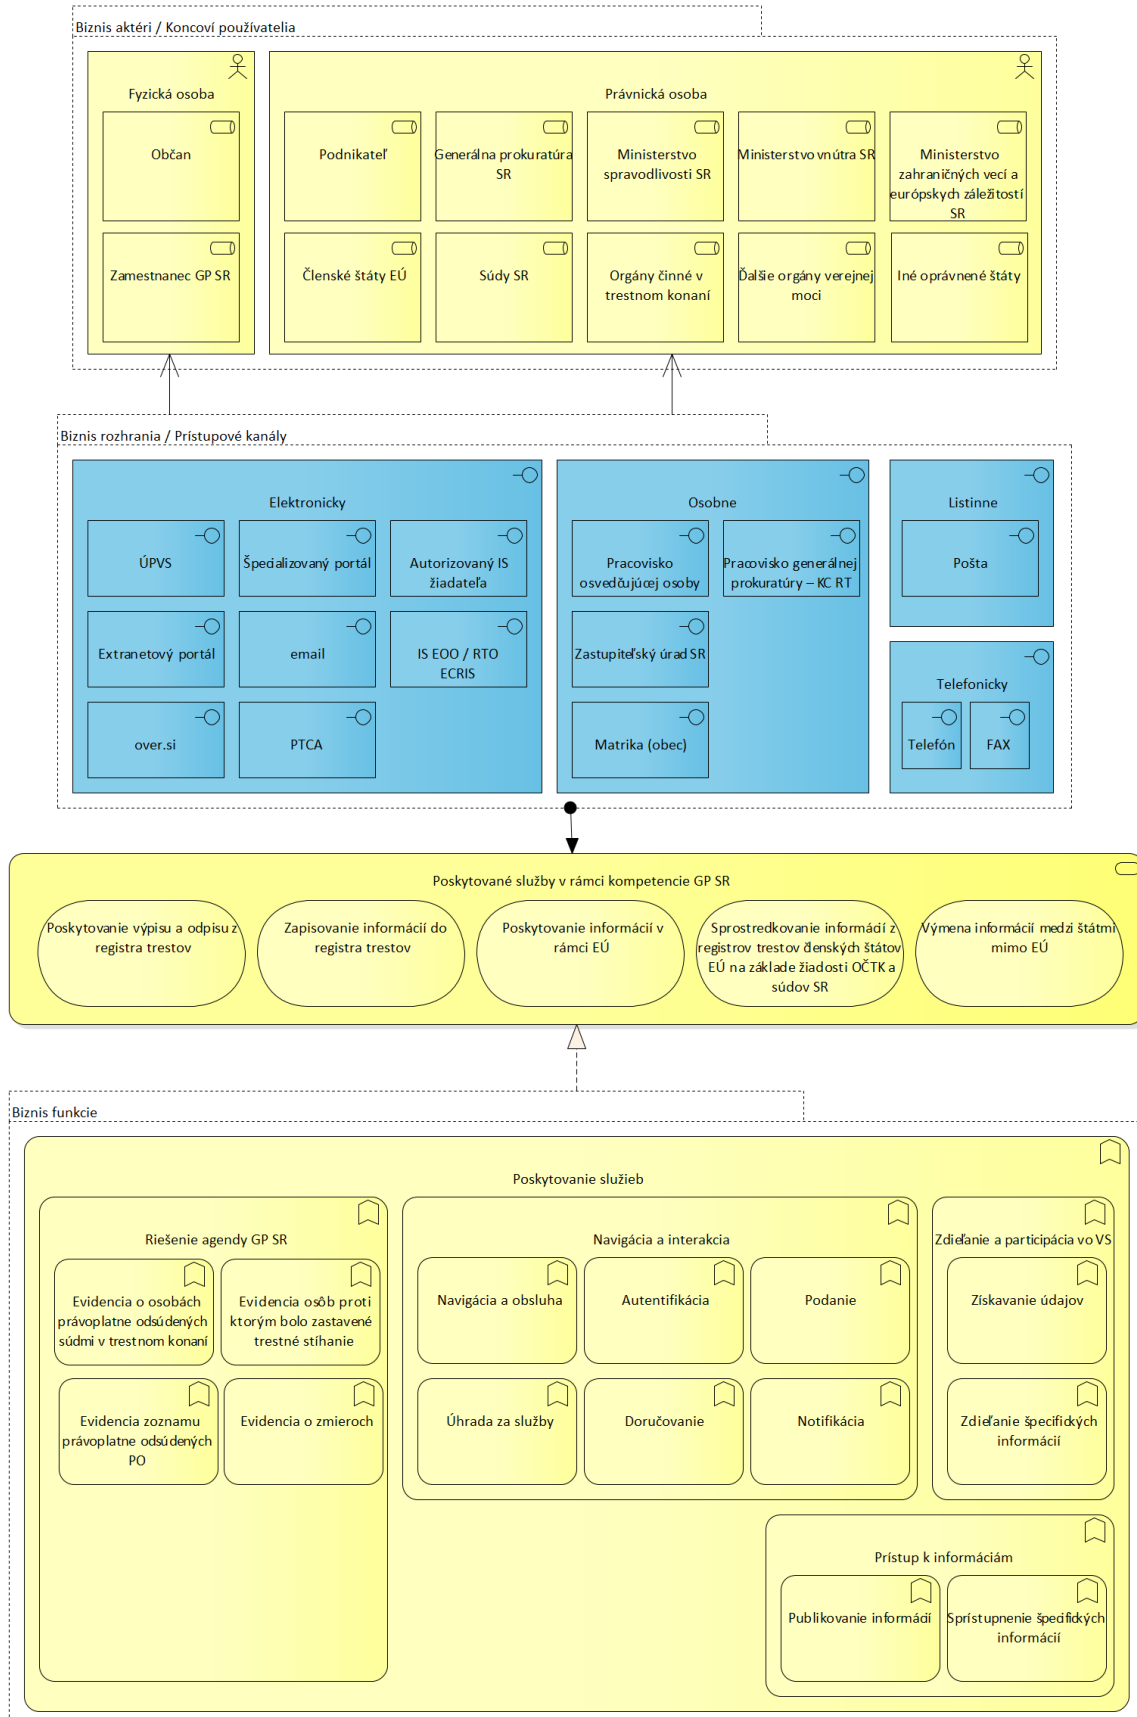 Biznis aktéri / Koncoví používatelia
Fyzická osoba
Občan
Zamestnanec GP SR
Právnická osoba
Podnikateľ
Generálna prokuratúra
SR
Ministerstvo
spravodlivosti SR
Ministerstvo vnútra SR
Ministerstvo
zahraničných vecí a
európskych záležitostí
SR
Členské štáty EÚ
Súdy SR
Orgány činné v
trestnom konaní
Ďalšie orgány verejnej
moci
Iné oprávnené štáty
Biznis rozhrania / Prístupové kanály
Elektronicky
ÚPVS
Špecializovaný portál
Autorizovaný IS
žiadateľa
Extranetový portál
email
IS EOO / RTO
ECRIS
over.si
PTCA
Osobne
Pracovisko
osvedčujúcej osoby
Pracovisko generálnej
prokuratúry – KC RT
Zastupiteľský úrad SR
Matrika (obec)
Listinne
Pošta
Telefonicky
Telefón
FAX
Poskytované služby v rámci kompetencie GP SR
Poskytovanie výpisu a odpisu z
registra trestov
Zapisovanie informácií do
registra trestov
Poskytovanie informácií v
rámci EÚ
Sprostredkovanie informácií z
registrov trestov členských štátov
EÚ na základe žiadosti OČTK a
súdov SR
Výmena informácií medzi štátmi
mimo EÚ
Biznis funkcie
Poskytovanie služieb
Riešenie agendy GP SR
Evidencia o osobách
právoplatne odsúdených
súdmi v trestnom konaní
Evidencia osôb proti
ktorým bolo zastavené
trestné stíhanie
Evidencia zoznamu
právoplatne odsúdených
PO
Evidencia o zmieroch
Navigácia a interakcia
Navigácia a obsluha
Autentifikácia
Podanie
Úhrada za služby
Doručovanie
Notifikácia
Zdieľanie a participácia vo VS
Získavanie údajov
Zdieľanie špecifických
informácií
Prístup k informáciám
Publikovanie informácií
Sprístupnenie špecifických
informácií